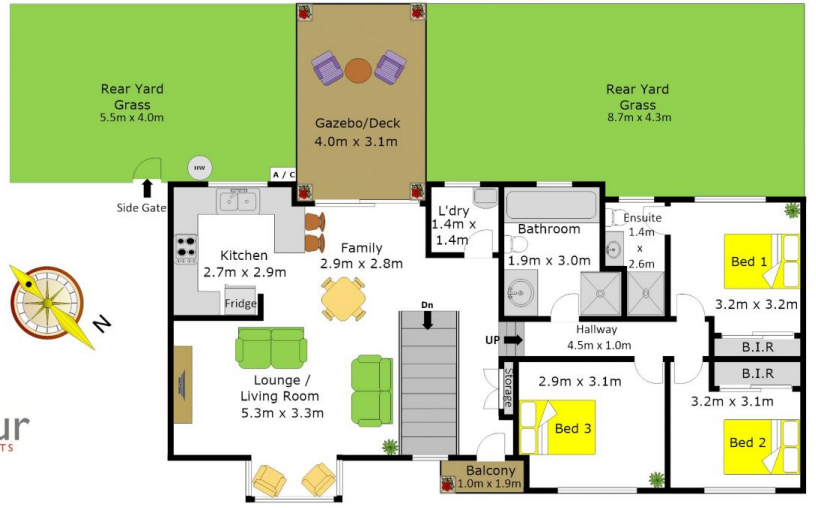 Rear Yard
Grass
5.5m x 4.0m
Rear Yard
Grass
8.7m x 4.3m
Gazebo/Deck
4.0m x 3.1m
HW
A / C
Side Gate
Kitchen
2.7m x 2.9m
Fridge
Family
2.9m x 2.8m
L'dry
1.4m x
1.4m
Bathroom
1.9m x 3.0m
Ensuite
1.4m
x
2.6m
Bed 1
3.2m x 3.2m
B.I.R
N
Dn
UP
Hallway
4.5m x 1.0m
B.I.R
3.2m x 3.1m
Bed 2
Storage
2.9m x 3.1m
Bed 3
Lounge /
Living Room
5.3m x 3.3m
Balcony
1.0m x 1.9m
ur
TS